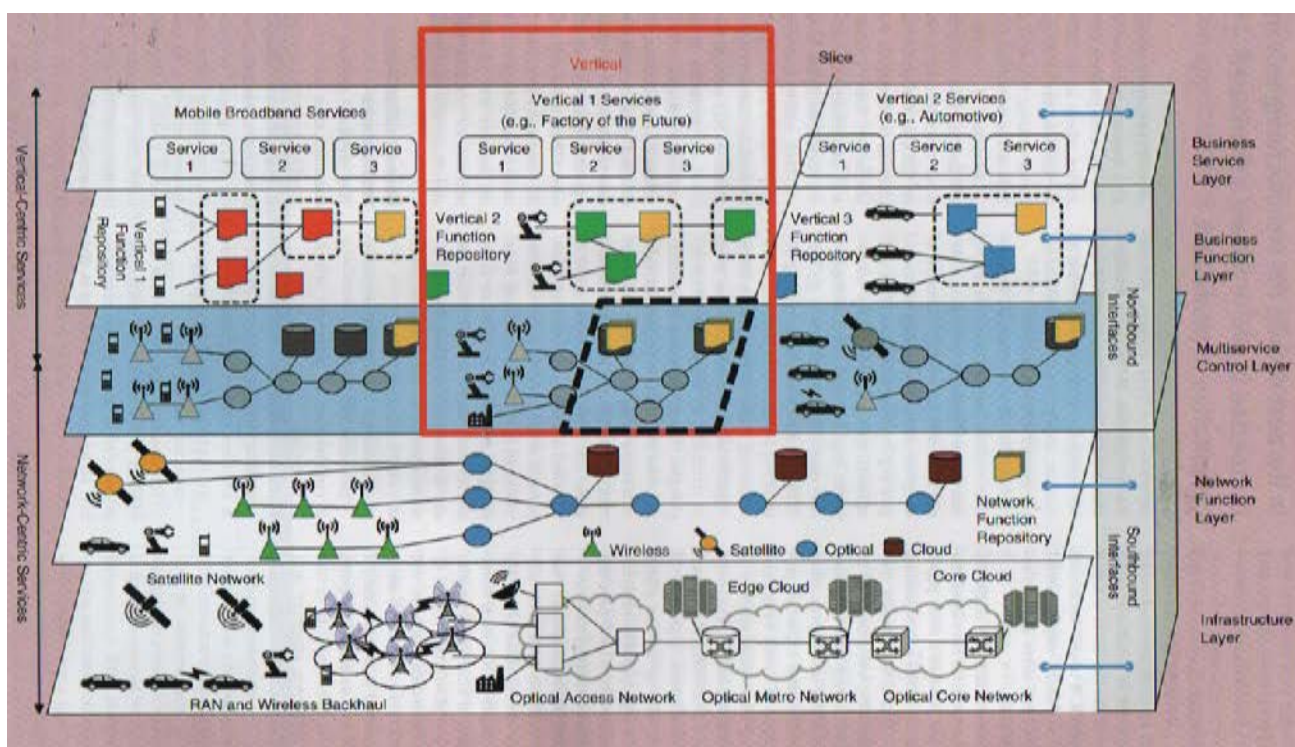 Vertical
Slice
Mobile Broadband Services
Vertical 1 Services
(e.g., Factory of the Future)
Vertical 2 Services
(e.g., Automotive)
Service
1
Service
2
Service
3
Service
1
Service
2
Service
3
Service
1
Service
2
Service
3
Business
Service
Layer
Vertical-Centric Services
Vertical 1
Function
Repository
Vertical 2
Function
Repository
Vertical 3
Function
Repository
Business
Function
Layer
Northbound
Interfaces
Multiservice
Control Layer
Network-Centric Services
Network
Function
Repository
Wireless
Satellite
Optical
Cloud
Network
Function
Layer
Southbound
Interfaces
Satellite Network
Edge Cloud
Core Cloud
Infrastructure
Layer
RAN and Wireless Backhaul
Optical Access Network
Optical Metro Network
Optical Core Network